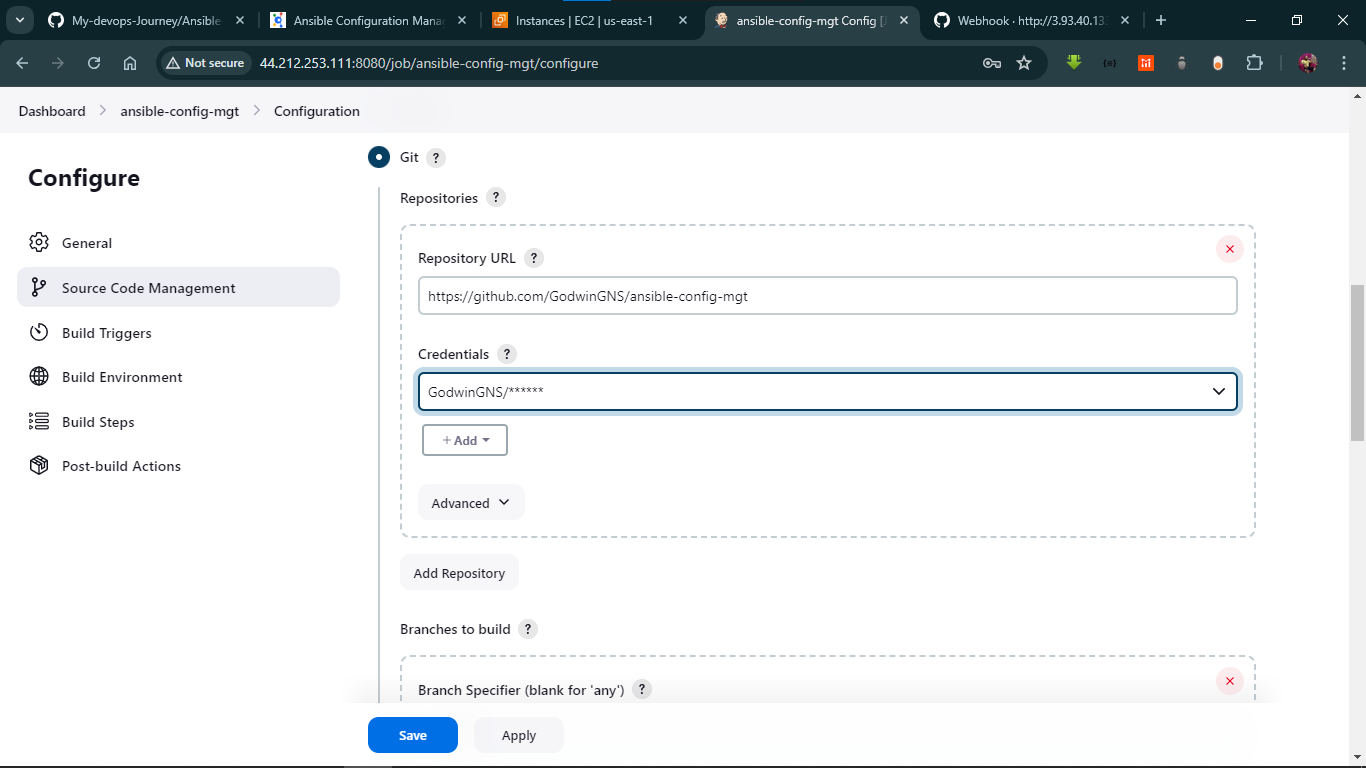 My-devops-Journey/Ansible
Ansible Configuration Mana
Instances | EC2 | us-east-1
ansible-config-mgt Config [J
Webhook · http://3.93.40.133
Not secure
44.212.253.111:8080/job/ansible-config-mgt/configure
Dashboard > ansible-config-mgt > Configuration
Configure
General
Source Code Management
Build Triggers
Build Environment
Build Steps
Post-build Actions
Git ?
Repositories ?
Repository URL ?
https://github.com/GodwinGNS/ansible-config-mgt
Credentials ?
GodwinGNS/******
+ Add
Advanced
Add Repository
Branches to build ?
Branch Specifier (blank for 'any') ?
Save
Apply